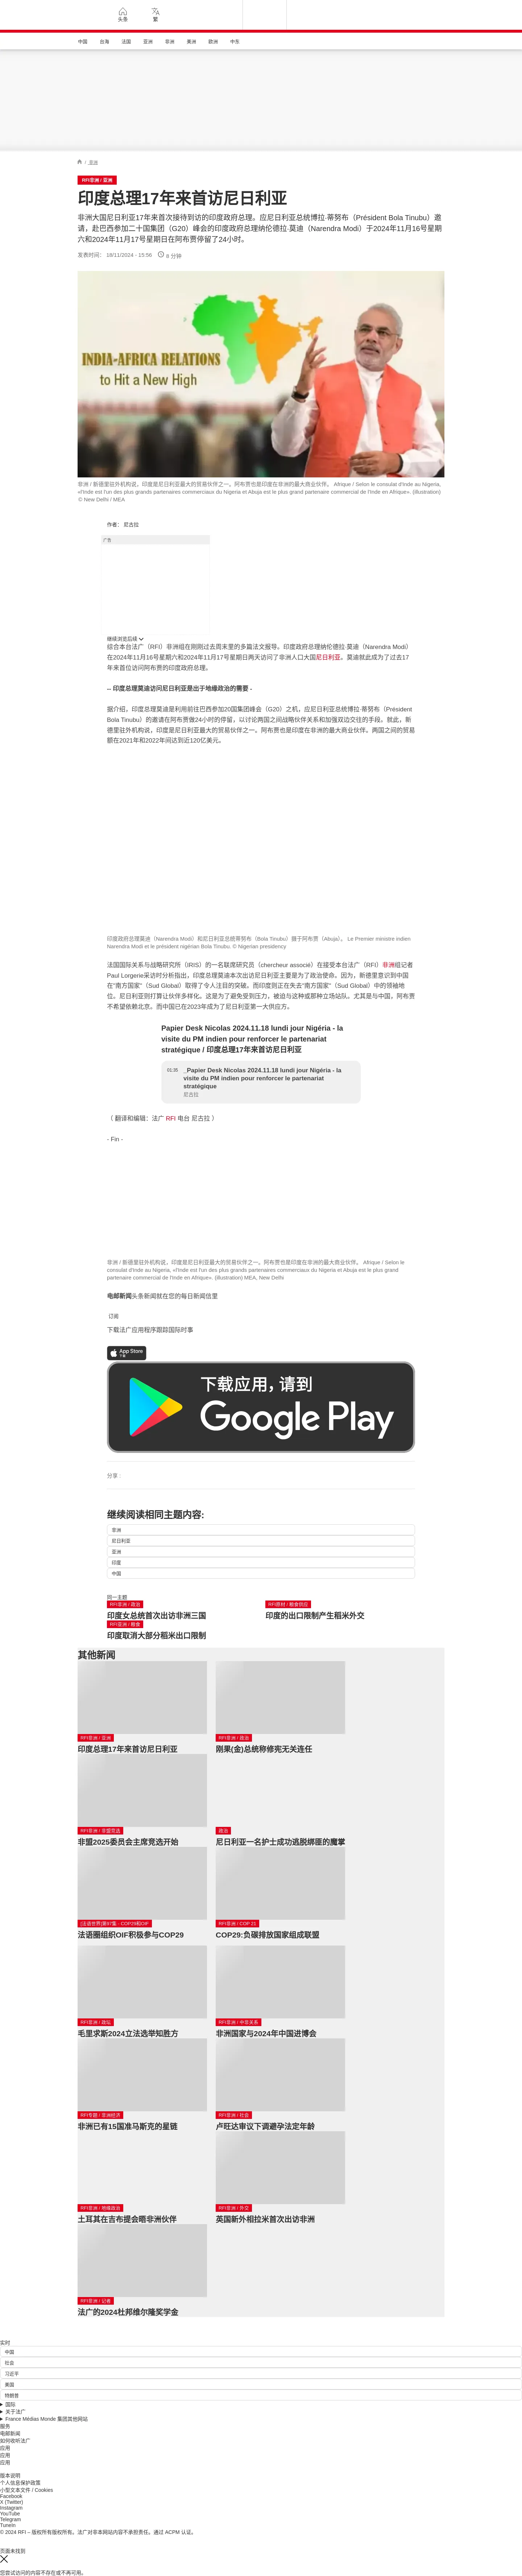 头条
繁
中国
台海
法国
亚洲
非洲
美洲
欧洲
中东
/ 亚洲
RFI非洲 / 亚洲
印度总理17年来首访尼日利亚
非洲大国尼日利亚17年来首次接待到访的印度政府总理。应尼日利亚总统博拉·蒂努布（Président Bola Tinubu）邀
请，赴巴西参加二十国集团（G20）峰会的印度政府总理纳伦德拉·莫迪（Narendra Modi）于2024年11月16号星期
六和2024年11月17号星期日在阿布贾停留了24小时。
发表时间： 18/11/2024 - 15:56
8 分钟
INDIA-AFRICA RELATIONS
to Hit a New High
非洲 / 新德里驻外机构说，印度是尼日利亚最大的贸易伙伴之一。阿布贾也是印度在非洲的最大商业伙伴。 Afrique / Selon le consulat d'Inde au Nigeria,
«l'Inde est l'un des plus grands partenaires commerciaux du Nigeria et Abuja est le plus grand partenaire commercial de l'Inde en Afrique». (illustration)
© New Delhi / MEA
作者： 尼古拉
广告
继续浏览后续
综合本台法广（RFI）非洲组在刚刚过去周末里的多篇法文报导。印度政府总理纳伦德拉·莫迪（Narendra Modi）
在2024年11月16号星期六和2024年11月17号星期日两天访问了非洲人口大国尼日利亚。莫迪就此成为了过去17
年来首位访问阿布贾的印度政府总理。
-- 印度总理莫迪访问尼日利亚是出于地缘政治的需要 -
据介绍，印度总理莫迪是利用前往巴西参加20国集团峰会（G20）之机，应尼日利亚总统博拉·蒂努布（Président
Bola Tinubu）的邀请在阿布贾做24小时的停留，以讨论两国之间战略伙伴关系和加强双边交往的手段。就此，新
德里驻外机构说，印度是尼日利亚最大的贸易伙伴之一。阿布贾也是印度在非洲的最大商业伙伴。两国之间的贸易
额在2021年和2022年间达到近120亿美元。
印度政府总理莫迪（Narendra Modi）和尼日利亚总统蒂努布（Bola Tinubu）摄于阿布贾（Abuja）。 Le Premier ministre indien
Narendra Modi et le président nigérian Bola Tinubu. © Nigerian presidency
法国国际关系与战略研究所（IRIS）的一名联席研究员（chercheur associé）在接受本台法广（RFI）非洲组记者
Paul Lorgerie采访时分析指出，印度总理莫迪本次出访尼日利亚主要是为了政治使命。因为，新德里意识到中国
在"南方国家"（Sud Global）取得了令人注目的突破。而印度则正在失去"南方国家"（Sud Global）中的领袖地
位。尼日利亚则打算让伙伴多样化。这是为了避免受到压力，被迫与这种或那种立场站队。尤其是与中国，阿布贾
不希望依赖北京。而中国已在2023年成为了尼日利亚第一大供应方。
Papier Desk Nicolas 2024.11.18 lundi jour Nigéria - la
visite du PM indien pour renforcer le partenariat
stratégique / 印度总理17年来首访尼日利亚
01:35
_Papier Desk Nicolas 2024.11.18 lundi jour Nigéria - la
visite du PM indien pour renforcer le partenariat
stratégique
尼古拉
（ 翻译和编辑：法广 RFI 电台 尼古拉 ）
- Fin -
非洲 / 新德里驻外机构说，印度是尼日利亚最大的贸易伙伴之一。阿布贾也是印度在非洲的最大商业伙伴。 Afrique / Selon le
consulat d'Inde au Nigeria, «l'Inde est l'un des plus grands partenaires commerciaux du Nigeria et Abuja est le plus grand
partenaire commercial de l'Inde en Afrique». (illustration) MEA, New Delhi
电邮新闻头条新闻就在您的每日新闻信里
订阅
下载法广应用程序跟踪国际时事
App Store
下载
下载应用，请到
Google Play
分享 :
继续阅读相同主题内容:
非洲
尼日利亚
亚洲
印度
中国
同一主题
RFI非洲 / 政治
印度女总统首次出访非洲三国
RFI原材 / 粮食供应
印度的出口限制产生稻米外交
RFI亚洲 / 粮食
印度取消大部分稻米出口限制
其他新闻
RFI非洲 / 亚洲
印度总理17年来首访尼日利亚
RFI非洲 / 政治
刚果(金)总统称修宪无关连任
RFI非洲 / 非盟竞选
非盟2025委员会主席竞选开始
政治
尼日利亚一名护士成功逃脱绑匪的魔掌
法语圈组织OIF积极参与COP29
RFI非洲 / COP 29
COP29:负碳排放国家组成联盟
RFI非洲 / 政坛
毛里求斯2024立法选举知胜方
RFI非洲 / 中非关系
非洲国家与2024年中国进博会
RFI专题 / 非洲经济
非洲已有15国准马斯克的星链
RFI非洲 / 社会
卢旺达审议下调避孕法定年龄
RFI非洲 / 地缘政治
土耳其在吉布提会晤非洲伙伴
RFI非洲 / 外交
英国新外相拉米首次出访非洲
RFI非洲 / 记者
法广的2024杜邦维尔隆奖学金
实时
中国
社会
习近平
美国
特朗普
国际
关于法广
France Médias Monde 集团其他网站
服务
电邮新闻
如何收听法广
应用
应用
应用
版本说明
个人信息保护政策
小型文本文件 / Cookies
Facebook
X (Twitter)
Instagram
YouTube
Telegram
TuneIn
© 2024 RFI – 版权所有版权所有。法广对非本网站内容不承担责任。通过 ACPM 认证。
页面未找到
您尝试访问的内容不存在或不再可用。